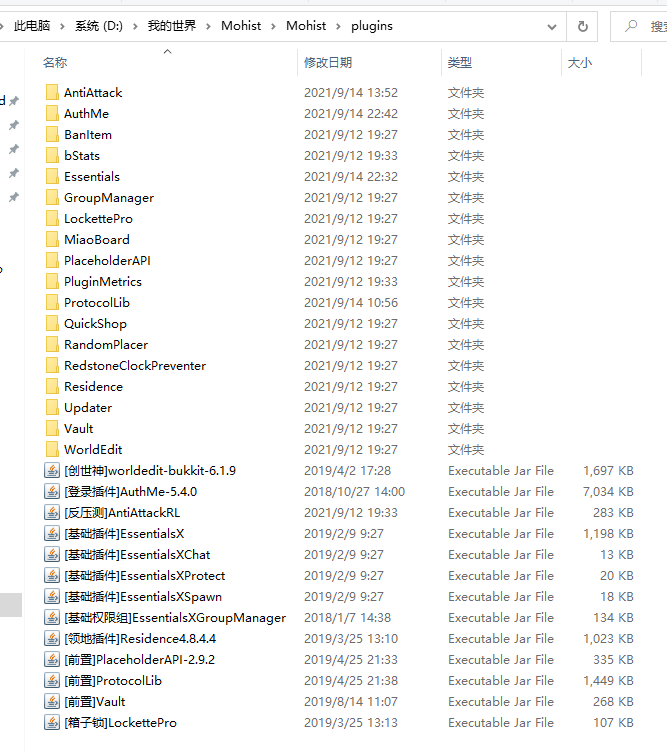 此电脑 > 系统 (D:) > 我的世界 > Mohist > Mohist > plugins
名称 修改日期 类型 大小
AntiAttack 2021/9/14 13:52 文件夹
AuthMe 2021/9/14 22:42 文件夹
BanItem 2021/9/12 19:27 文件夹
bStats 2021/9/12 19:33 文件夹
Essentials 2021/9/14 22:32 文件夹
GroupManager 2021/9/12 19:27 文件夹
LockettePro 2021/9/12 19:27 文件夹
MiaoBoard 2021/9/12 19:27 文件夹
PlaceholderAPI 2021/9/12 19:27 文件夹
PluginMetrics 2021/9/12 19:33 文件夹
ProtocolLib 2021/9/14 10:56 文件夹
QuickShop 2021/9/12 19:27 文件夹
RandomPlacer 2021/9/12 19:27 文件夹
RedstoneClockPreventer 2021/9/12 19:27 文件夹
Residence 2021/9/12 19:27 文件夹
Updater 2021/9/12 19:27 文件夹
Vault 2021/9/12 19:27 文件夹
WorldEdit 2021/9/12 19:27 文件夹
[创世神]worldedit-bukkit-6.1.9 2019/4/2 17:28 Executable Jar File 1,697 KB
[登录插件]AuthMe-5.4.0 2018/10/27 14:00 Executable Jar File 7,034 KB
[反压测]AntiAttackRL 2021/9/12 19:33 Executable Jar File 283 KB
[基础插件]EssentialsX 2019/2/9 9:27 Executable Jar File 1,198 KB
[基础插件]EssentialsXChat 2019/2/9 9:27 Executable Jar File 13 KB
[基础插件]EssentialsXProtect 2019/2/9 9:27 Executable Jar File 20 KB
[基础插件]EssentialsXSpawn 2019/2/9 9:27 Executable Jar File 18 KB
[基础权限组]EssentialsXGroupManager 2018/1/7 14:38 Executable Jar File 134 KB
[领地插件]Residence4.8.4.4 2019/3/25 13:10 Executable Jar File 1,023 KB
[前置]PlaceholderAPI-2.9.2 2019/4/25 21:33 Executable Jar File 335 KB
[前置]ProtocolLib 2019/4/25 21:38 Executable Jar File 1,449 KB
[前置]Vault 2019/8/14 11:07 Executable Jar File 268 KB
[箱子锁]LockettePro 2019/3/25 13:13 Executable Jar File 107 KB